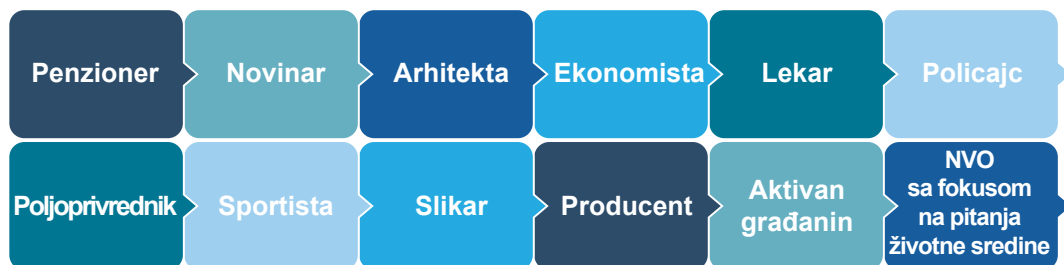 Penzioner
Novinar
Arhitekta
Ekonomista
Lekar
Policajc
Poljoprivrednik
Sportista
Slikar
Producent
Aktivan
građanin
NVO
sa fokusom
na pitanja
životne sredine